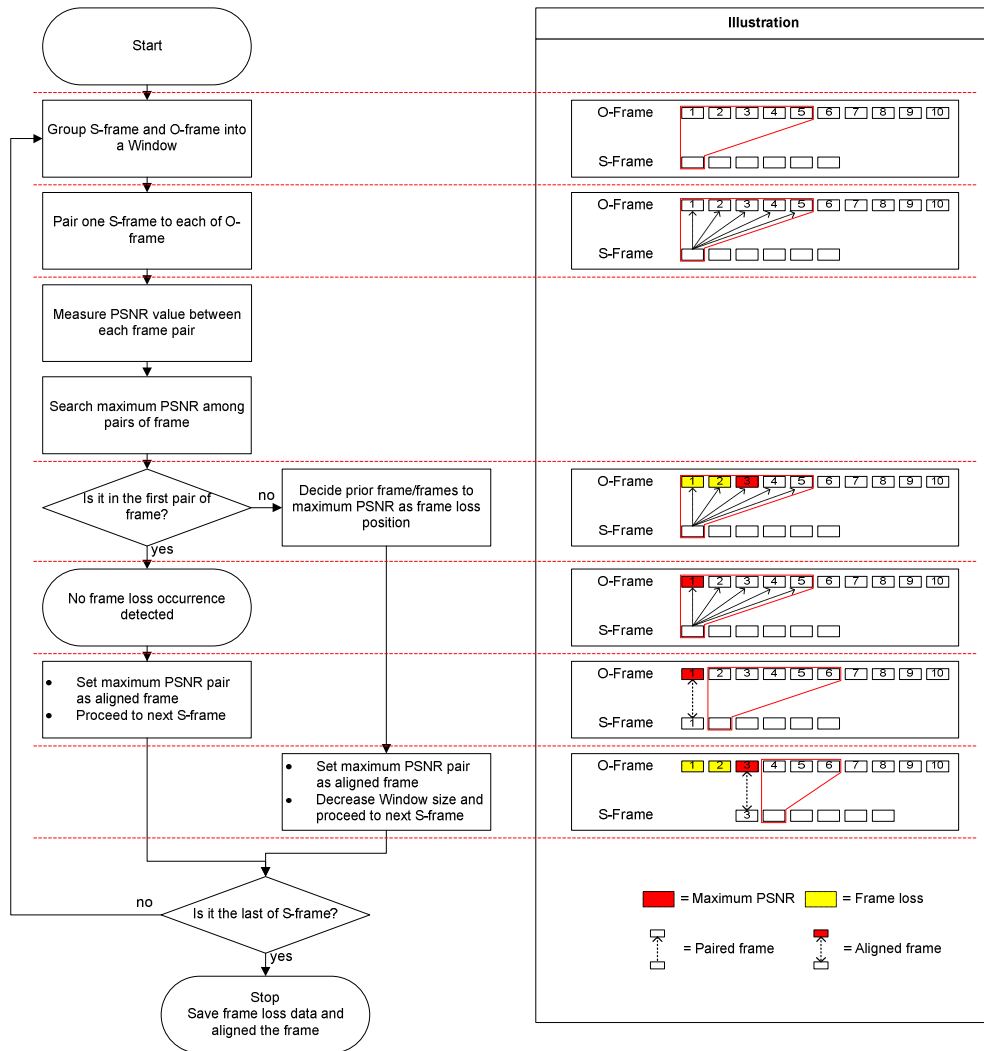 Start
Group S-frame and O-frame into
a Window
Pair one S-frame to each of O-
frame
Measure PSNR value between
each frame pair
Search maximum PSNR among
pairs of frame
Is it in the first pair of
frame?
no
yes
Decide prior frame/frames to
maximum PSNR as frame loss
position
No frame loss occurrence
detected
• Set maximum PSNR pair
as aligned frame
• Proceed to next S-frame
• Set maximum PSNR pair
as aligned frame
• Decrease Window size and
proceed to next S-frame
Is it the last of S-frame?
no
yes
Stop
Save frame loss data and
aligned the frame
Illustration
O-Frame 1 2 3 4 5 6 7 8 9 10
S-Frame
O-Frame 1 2 3 4 5 6 7 8 9 10
S-Frame
O-Frame 1 2 3 4 5 6 7 8 9 10
S-Frame
O-Frame 1 2 3 4 5 6 7 8 9 10
S-Frame
O-Frame 1 2 3 4 5 6 7 8 9 10
S-Frame 1
O-Frame 1 2 3 4 5 6 7 8 9 10
S-Frame 3
= Maximum PSNR
= Frame loss
= Paired frame
= Aligned frame